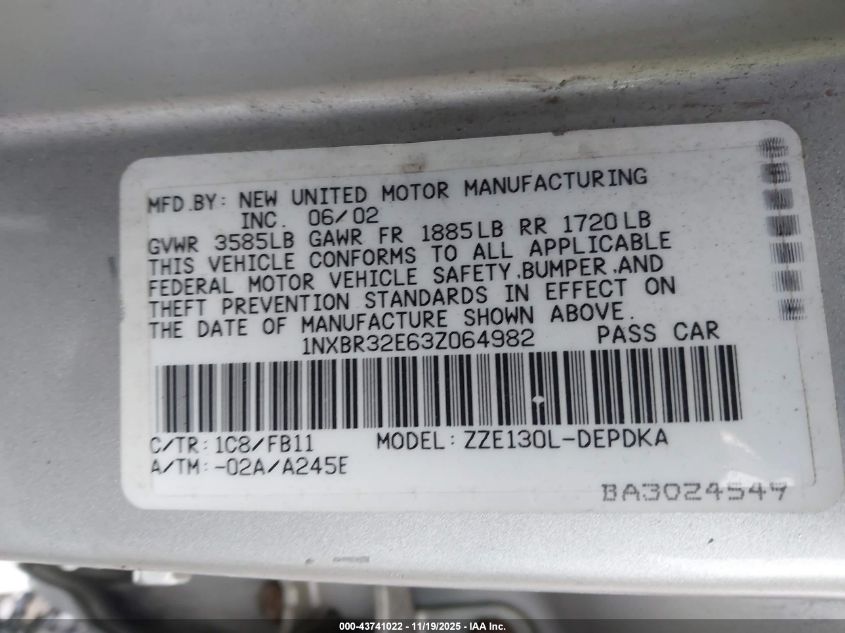 MFD.BY: NEW UNITED MOTOR MANUFACTURING
INC. 06/02
GVWR 3585LB GAWR FR 1885LB RR 1720LB
THIS VEHICLE CONFORMS TO ALL APPLICABLE
FEDERAL MOTOR VEHICLE SAFETY,BUMPER,AND
THEFT PREVENTION STANDARDS IN EFFECT ON
THE DATE OF MANUFACTURE SHOWN ABOVE.
1NXBR32E63Z064982 PASS CAR
C/TR: 1C8/FB11 MODEL: ZZE130L-DEPDKA
A/TM: -02A/A245E
BA3024549
000-43741022 - 11/19/2025 - IAA Inc.